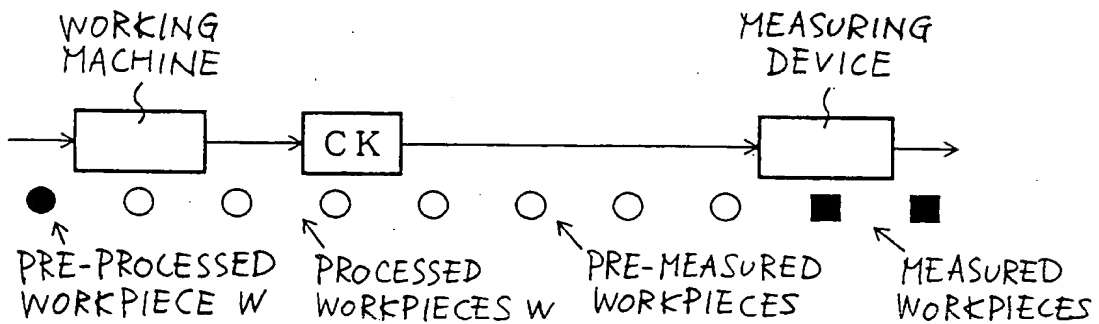 WORKING
MACHINE
MEASURING
DEVICE
CK
PRE-PROCESSED
WORKPIECE W
PROCESSED
WORKPIECES W
PRE-MEASURED
WORKPIECES
MEASURED
WORKPIECES